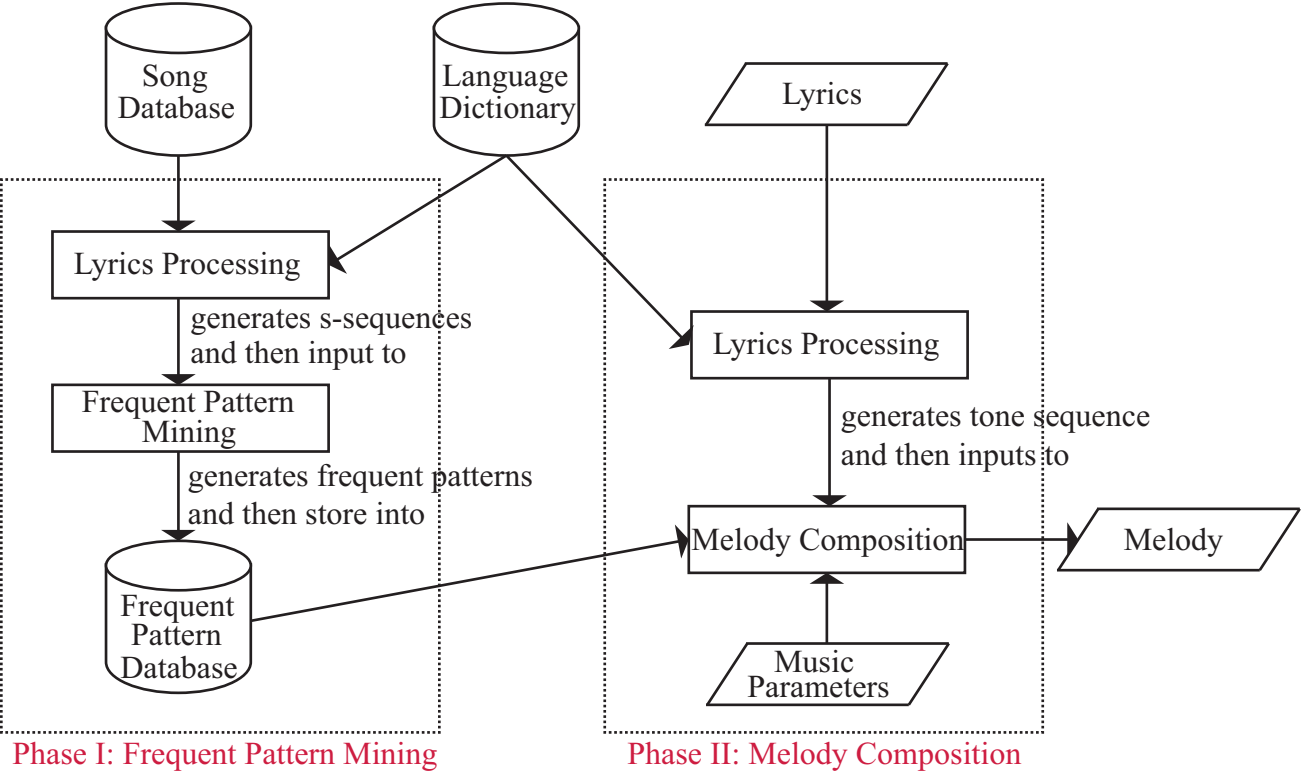 Song
Database
Language
Dictionary
Lyrics
Lyrics Processing
generates s-sequences
and then input to
Frequent Pattern
Mining
generates frequent patterns
and then store into
Frequent
Pattern
Database
Lyrics Processing
generates tone sequence
and then inputs to
Melody Composition
Melody
Music
Parameters
Phase I: Frequent Pattern Mining
Phase II: Melody Composition